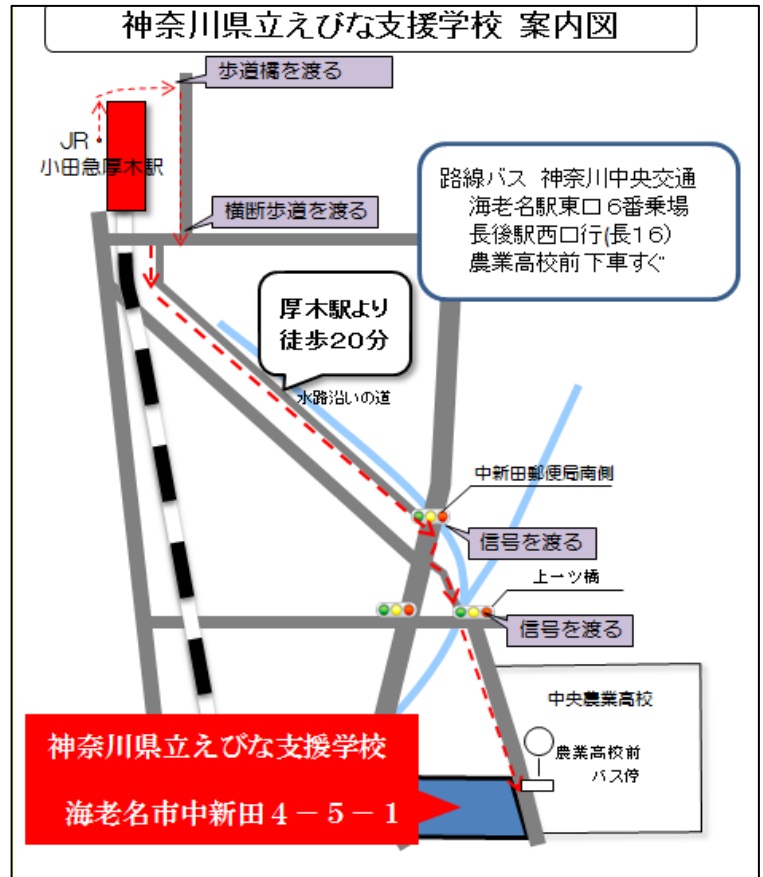 神奈川県立えびな支援学校 案内図
歩道橋を渡る
JR
小田急厚木駅
横断歩道を渡る
路線バス 神奈川中央交通
海老名駅東口6番乗場
長後駅西口行(長16)
農業高校前下車すぐ
厚木駅より
徒歩20分
水路沿いの道
中新田郵便局南側
信号を渡る
上一ツ橋
信号を渡る
中央農業高校
農業高校前
バス停
神奈川県立えびな支援学校
海老名市中新田4－5－1